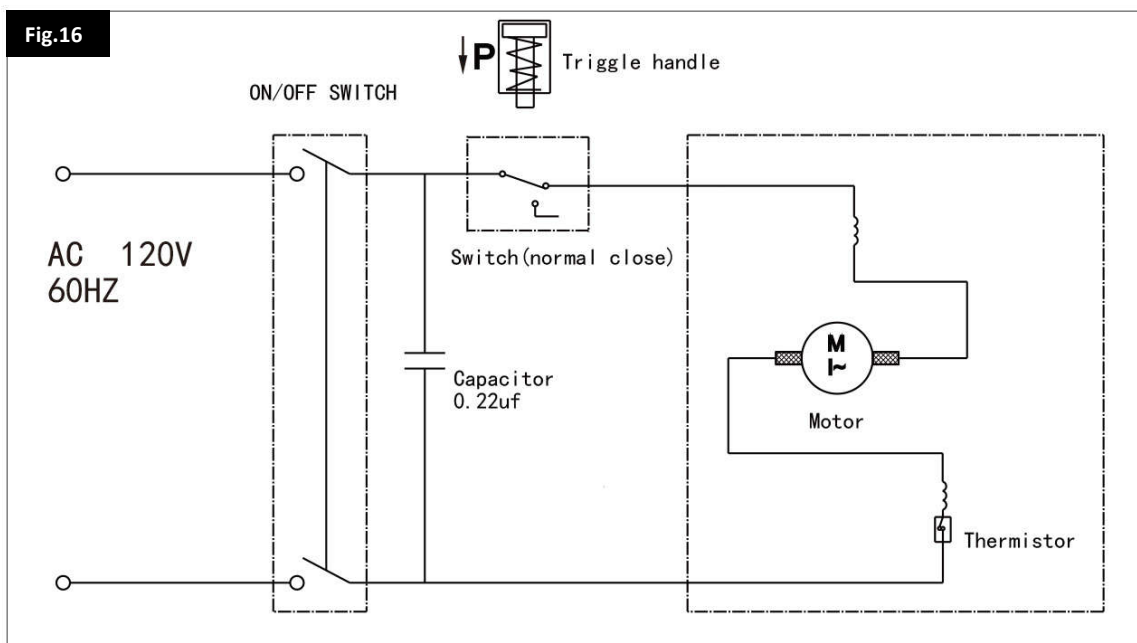 Fig.16
P
Triggle handle
ON/OFF SWITCH
AC 120V
60HZ
Switch(normal close)
Capacitor
0.22uf
M
I~
Motor
Thermistor